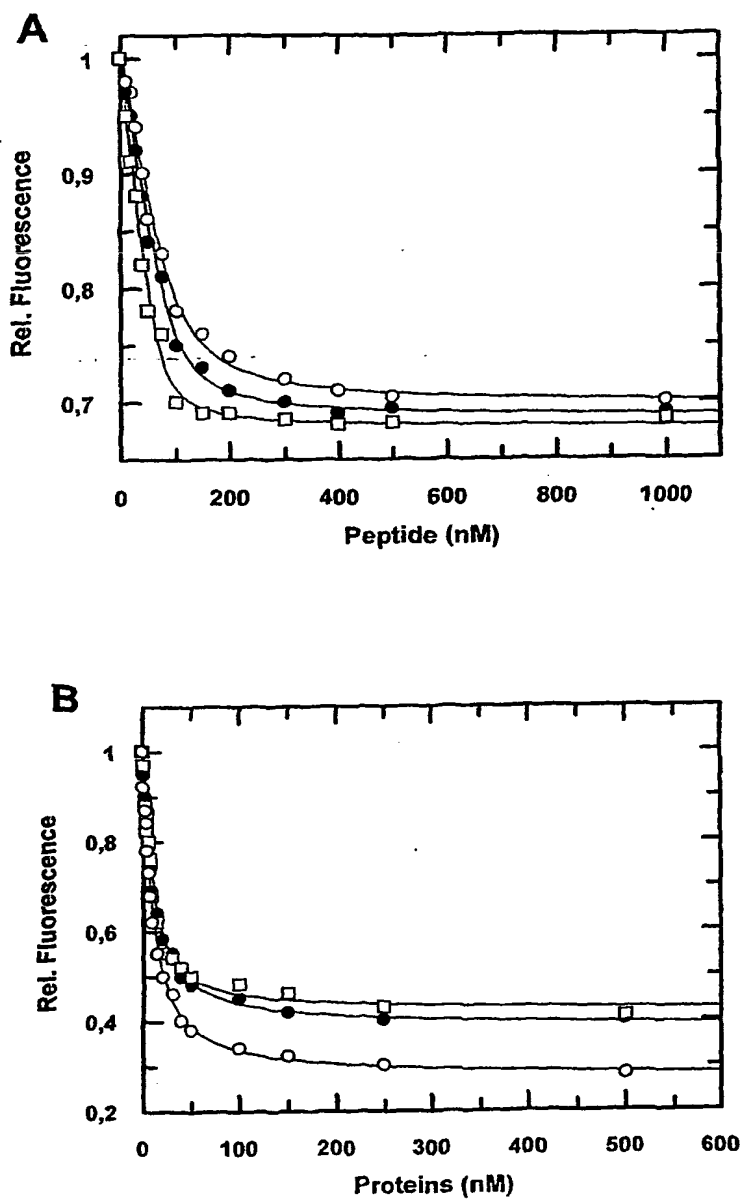 A
1
0,9
0,8
0,7
Rel. Fluorescence
0 200 400 600 800 1000
Peptide (nM)
B
1
0,8
0,6
0,4
0,2
Rel. Fluorescence
0 100 200 300 400 500 600
Proteins (nM)